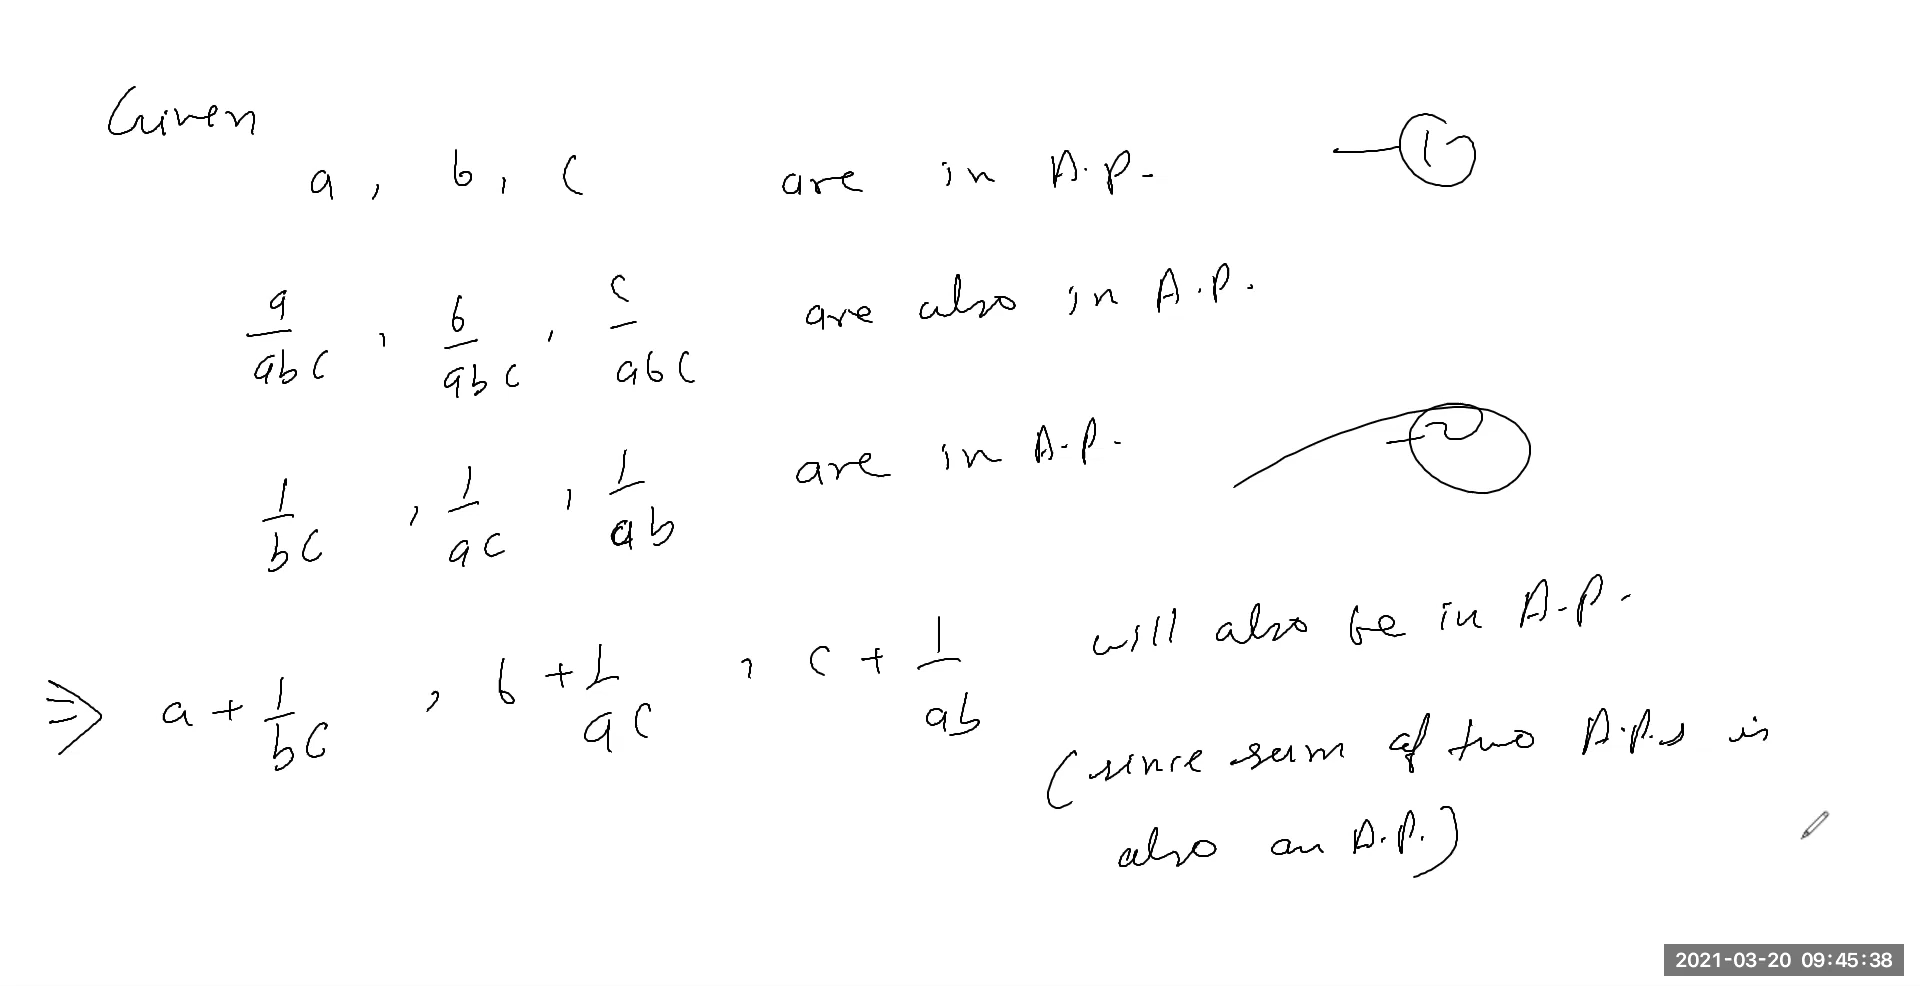 Given
a, b, c are in A.P. — ①
a/abc, b/abc, c/abc are also in A.P.
1/bc, 1/ac, 1/ab are in A.P. — ②
⇒ a + 1/bc, b + 1/ac, c + 1/ab will also be in A.P.
(since sum of two A.P.s is
also an A.P.)
2021-03-20 09:45:38